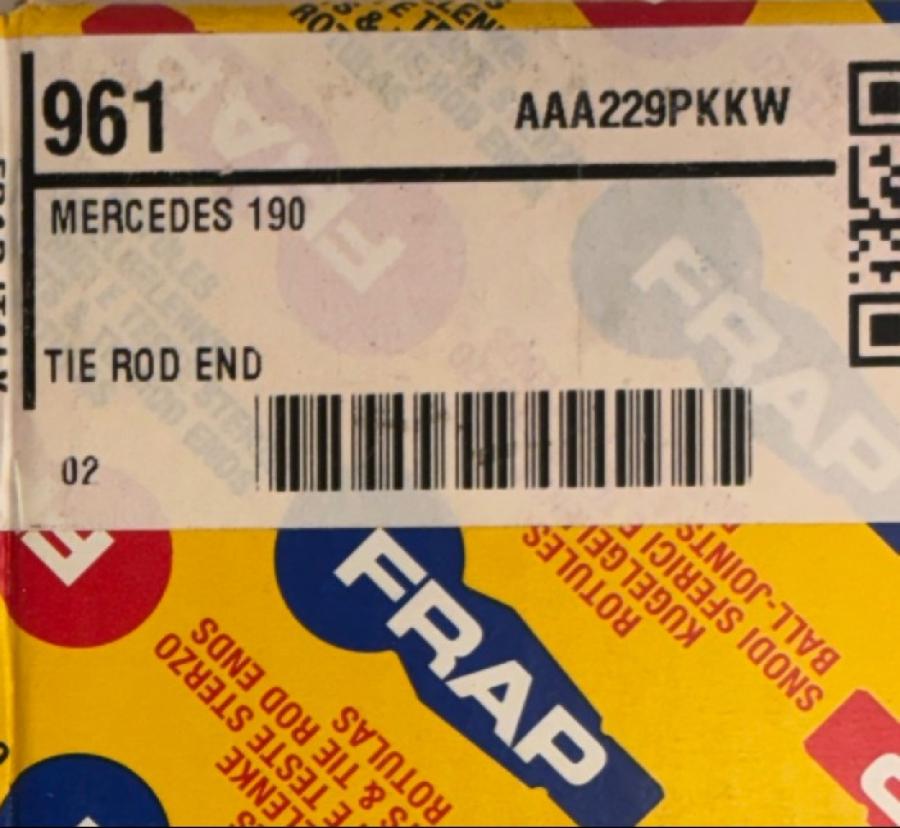 961
AAA229PKKW
MERCEDES 190
TIE ROD END
02
FRAP
FRAP
FRAP
ROTULES
SNODI SFERICI
BALL-JOINTS
E TESTE STERZO
S & TIE ROD ENDS
ROTULAS